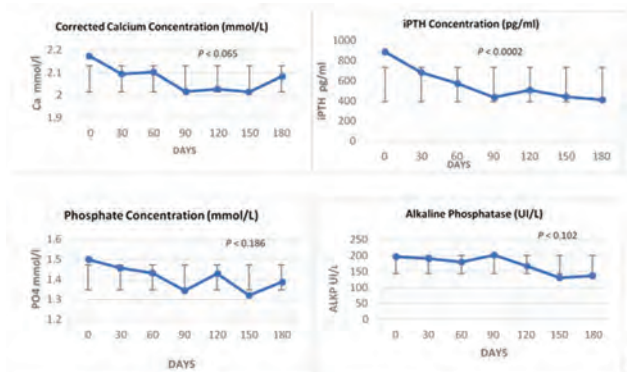 Corrected Calcium Concentration (mmol/L)
P < 0.065
Ca mmol/L
2.2
2.1
2
1.9
0 30 60 90 120 150 180
DAYS
iPTH Concentration (pg/ml)
P < 0.0002
iPTH pg/ml
1000
800
600
400
200
0
0 30 60 90 120 150 180
DAYS
Phosphate Concentration (mmol/L)
P < 0.186
PO4 mmol/l
1.6
1.5
1.4
1.3
1.2
0 30 60 90 120 150 180
DAYS
Alkaline Phosphatase (UI/L)
P < 0.102
ALKP UI/L
250
200
150
100
50
0
0 30 60 90 120 150 180
DAYS